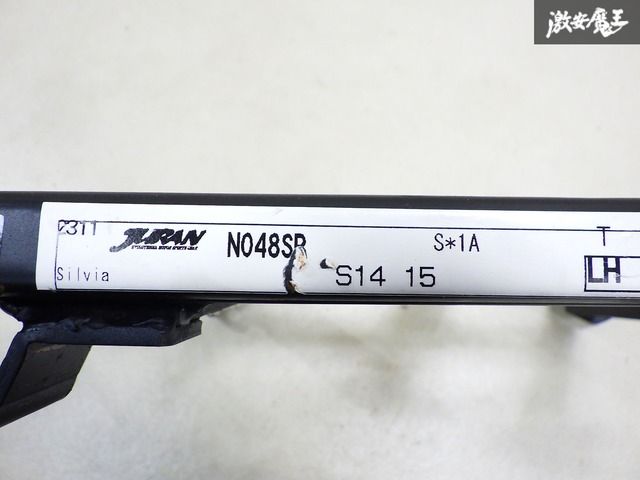 激安魔王
2311 JURAN N048SR S*1A T
Silvia S14 15 LH